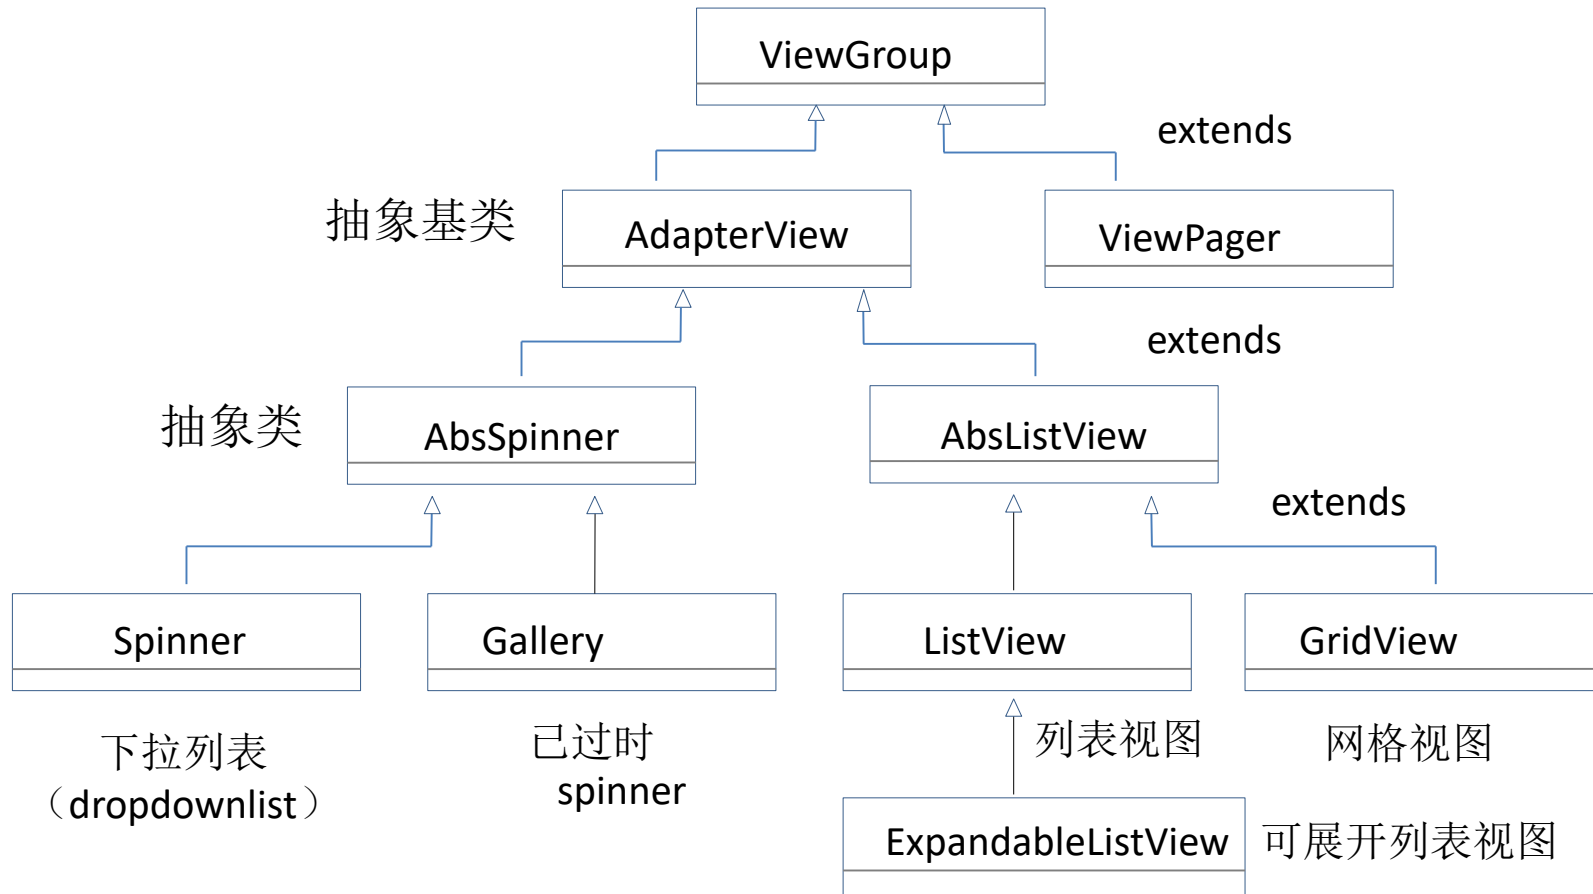 ViewGroup
extends
抽象基类
AdapterView
ViewPager
extends
抽象类
AbsSpinner
AbsListView
extends
Spinner
Gallery
ListView
GridView
下拉列表
（dropdownlist）
已过时
spinner
列表视图
网格视图
ExpandableListView
可展开列表视图